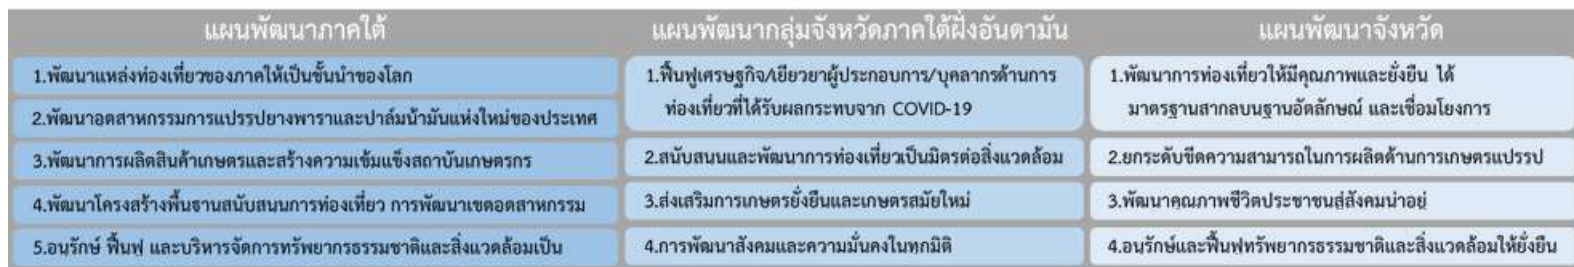 แผนพัฒนาภาคใต้
1.พัฒนาแหล่งท่องเที่ยวของภาคให้เป็นชั้นนำของโลก
2.พัฒนาอุตสาหกรรมการแปรรูปยางพาราและปาล์มน้ำมันแห่งใหม่ของประเทศ
3.พัฒนาการผลิตสินค้าเกษตรและสร้างความเข้มแข็งสถาบันเกษตรกร
4.พัฒนาโครงสร้างพื้นฐานสนับสนุนการท่องเที่ยว การพัฒนาเขตอุตสาหกรรม
5.อนุรักษ์ ฟื้นฟู และบริหารจัดการทรัพยากรธรรมชาติและสิ่งแวดล้อมเป็น
แผนพัฒนากลุ่มจังหวัดภาคใต้ฝั่งอันดามัน
1.ฟื้นฟูเศรษฐกิจ/เยียวยาผู้ประกอบการ/บุคลากรด้านการ
ท่องเที่ยวที่ได้รับผลกระทบจาก COVID-19
2.สนับสนุนและพัฒนาการท่องเที่ยวเป็นมิตรต่อสิ่งแวดล้อม
3.ส่งเสริมการเกษตรยั่งยืนและเกษตรสมัยใหม่
4.การพัฒนาสังคมและความมั่นคงในทุกมิติ
แผนพัฒนาจังหวัด
1.พัฒนาการท่องเที่ยวให้มีคุณภาพและยั่งยืน ได้
มาตรฐานสากลบนฐานอัตลักษณ์ และเชื่อมโยงการ
2.ยกระดับขีดความสามารถในการผลิตด้านการเกษตรแปรรูป
3.พัฒนาคุณภาพชีวิตประชาชนสู่สังคมน่าอยู่
4.อนุรักษ์และฟื้นฟูทรัพยากรธรรมชาติและสิ่งแวดล้อมให้ยั่งยืน